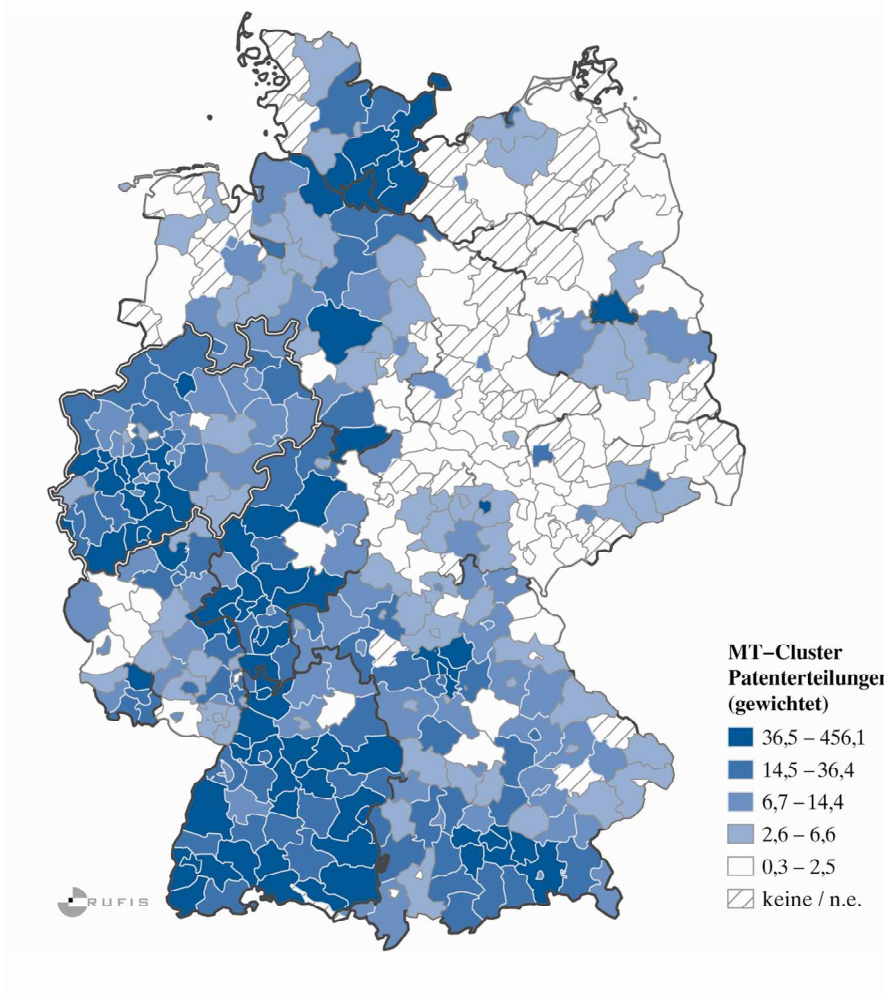 MT–Cluster
Patenterteilungen
(gewichtet)
36,5 – 456,1
14,5 – 36,4
6,7 – 14,4
2,6 – 6,6
0,3 – 2,5
keine / n.e.
RUFIS